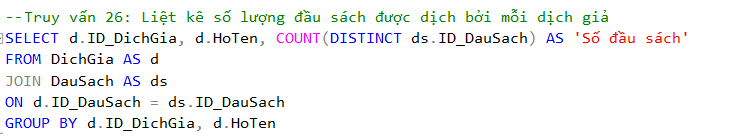 --Truy vấn 26: Liệt kê số lượng đầu sách được dịch bởi mỗi dịch giả
SELECT d.ID_DichGia, d.HoTen, COUNT(DISTINCT ds.ID_DauSach) AS 'Số đầu sách'
FROM DichGia AS d
JOIN DauSach AS ds
ON d.ID_DauSach = ds.ID_DauSach
GROUP BY d.ID_DichGia, d.HoTen